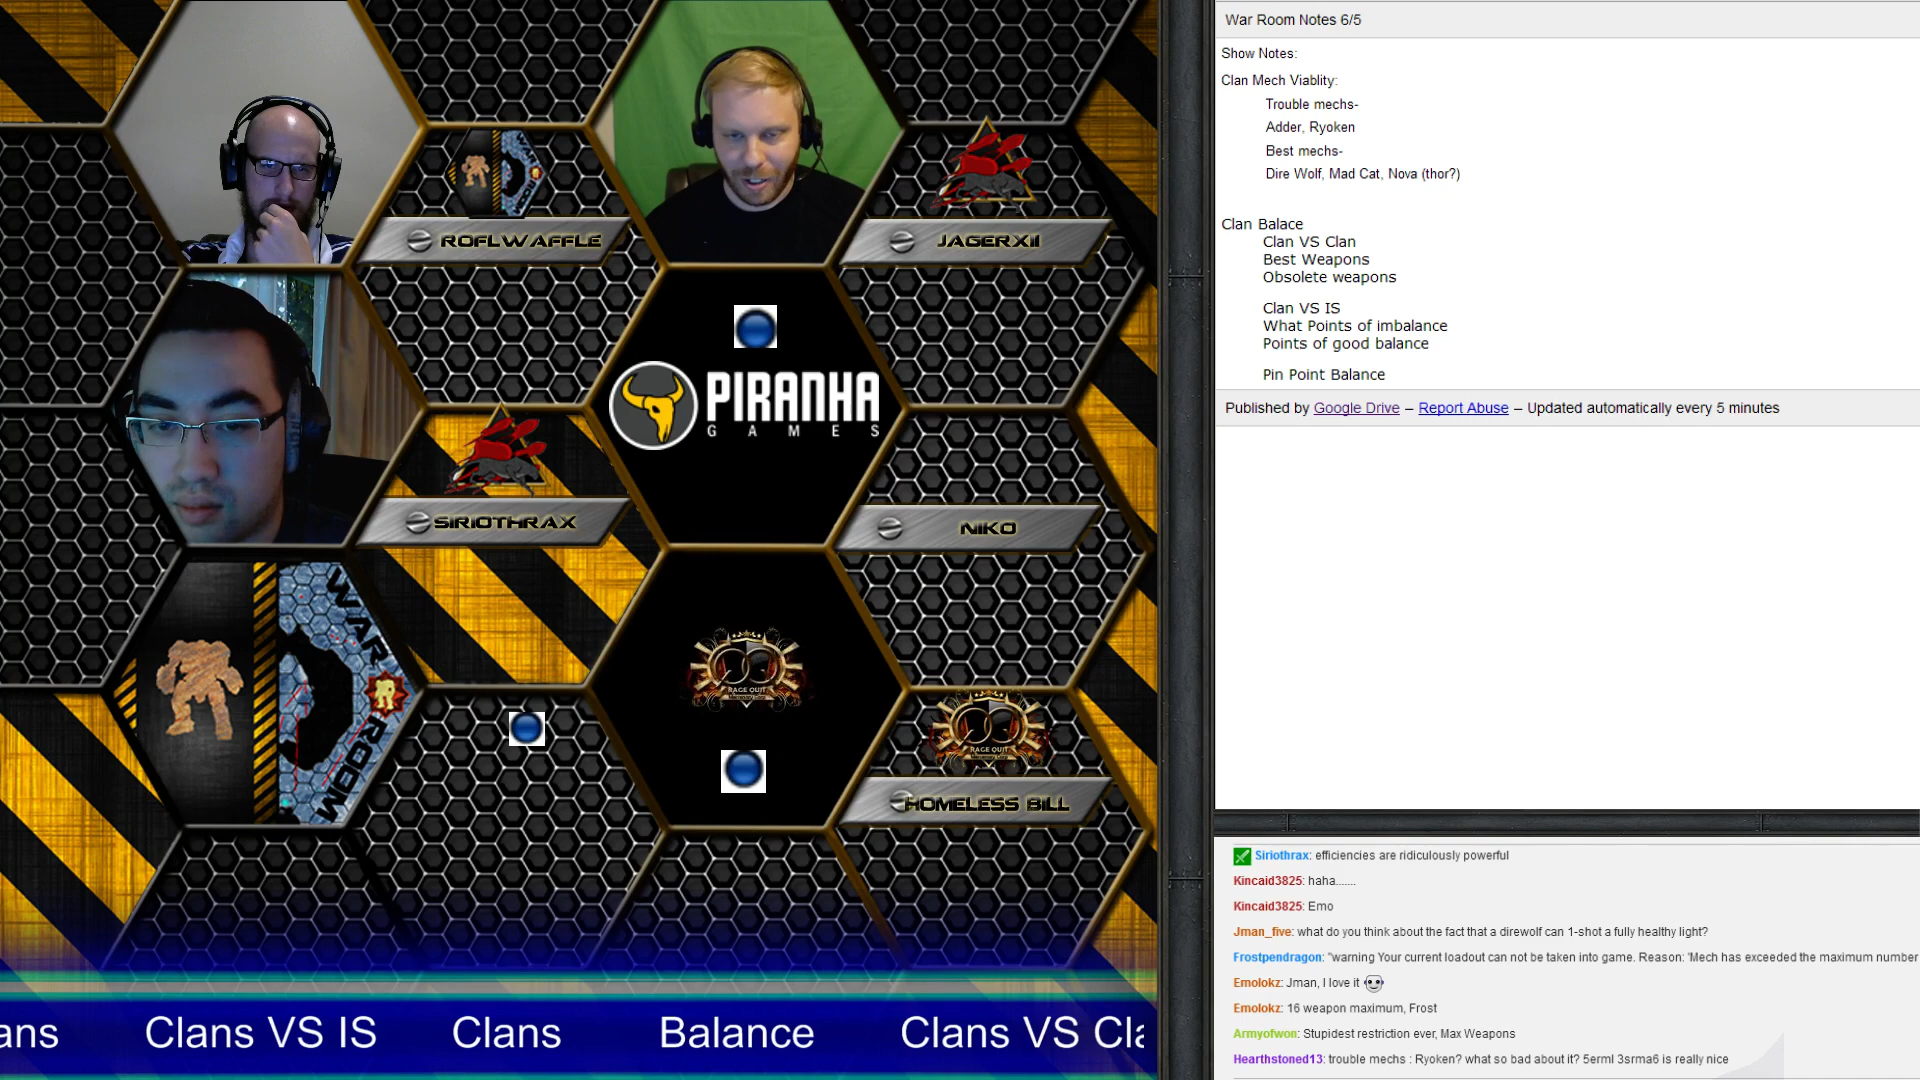 ROFLWAFFLE
JAGERXII
PIRANHA
GAMES
SIRIOTHRAX
NIKO
WAR ROOM
RAGE QUIT
RAGE QUIT
HOMELESS BILL
ans Clans VS IS Clans Balance Clans VS Cla
War Room Notes 6/5
Show Notes:
Clan Mech Viablity:
Trouble mechs-
Adder, Ryoken
Best mechs-
Dire Wolf, Mad Cat, Nova (thor?)
Clan Balace
Clan VS Clan
Best Weapons
Obsolete weapons
Clan VS IS
What Points of imbalance
Points of good balance
Pin Point Balance
Published by Google Drive – Report Abuse – Updated automatically every 5 minutes
Siriothrax: efficiencies are ridiculously powerful
Kincaid3825: haha.......
Kincaid3825: Emo
Jman_five: what do you think about the fact that a direwolf can 1-shot a fully healthy light?
Frostpendragon: "warning Your current loadout can not be taken into game. Reason: 'Mech has exceeded the maximum number
Emolokz: Jman, I love it
Emolokz: 16 weapon maximum, Frost
Armyofwon: Stupidest restriction ever, Max Weapons
Hearthstoned13: trouble mechs : Ryoken? what so bad about it? 5erml 3srma6 is really nice